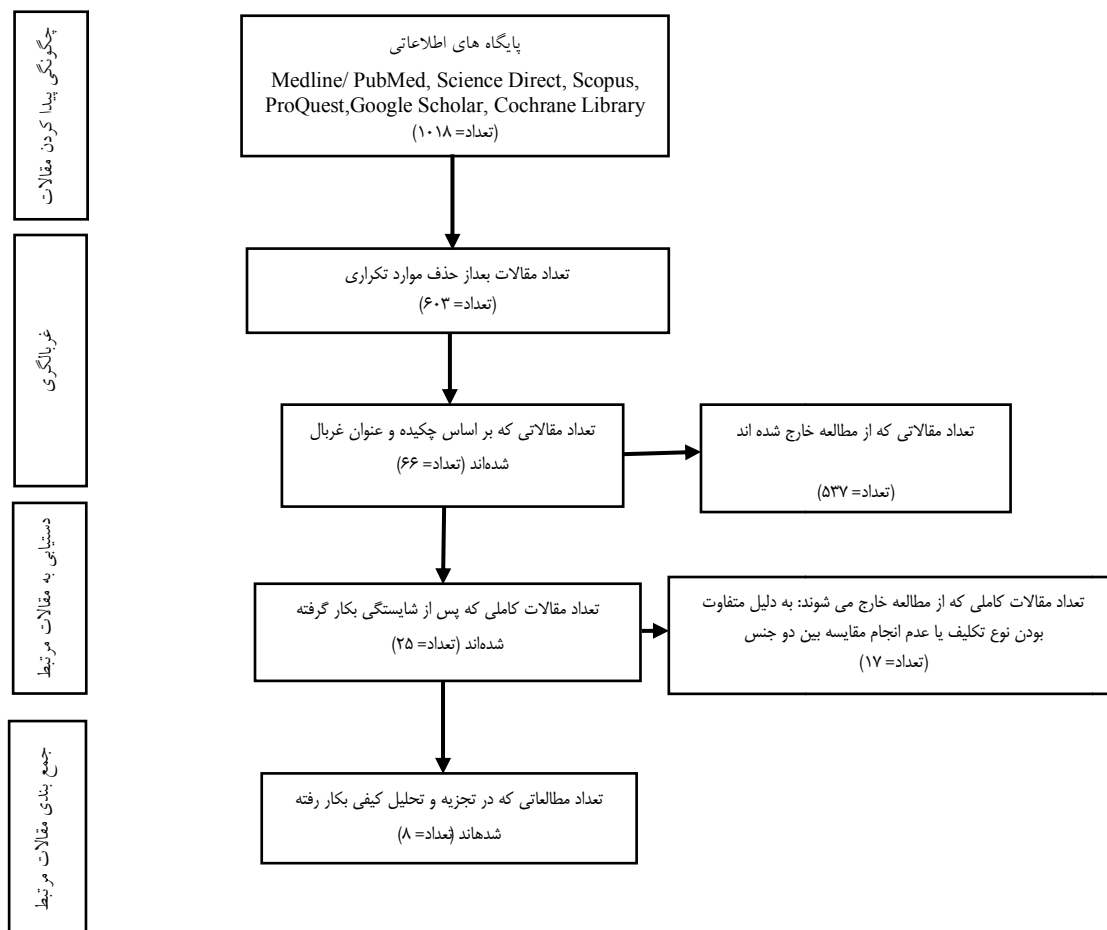 چگونگی پیدا کردن مقالات
پایگاه های اطلاعاتی
Medline/ PubMed, Science Direct, Scopus,
ProQuest,Google Scholar, Cochrane Library
(تعداد= ۱۰۱۸)
غربالگری
تعداد مقالات بعداز حذف موارد تکراری
(تعداد= ۶۰۳)
تعداد مقالاتی که بر اساس چکیده و عنوان غربال
شده‌اند (تعداد= ۶۶)
تعداد مقالاتی که از مطالعه خارج شده اند
(تعداد= ۵۳۷)
دستیابی به مقالات مرتبط
تعداد مقالات کاملی که پس از شایستگی بکار گرفته
شده‌اند (تعداد= ۲۵)
تعداد مقالات کاملی که از مطالعه خارج می شوند: به دلیل متفاوت
بودن نوع تکلیف یا عدم انجام مقایسه بین دو جنس
(تعداد= ۱۷)
جمع بندی مقالات مرتبط
تعداد مطالعاتی که در تجزیه و تحلیل کیفی بکار رفته
شدهاند (تعداد= ۸)